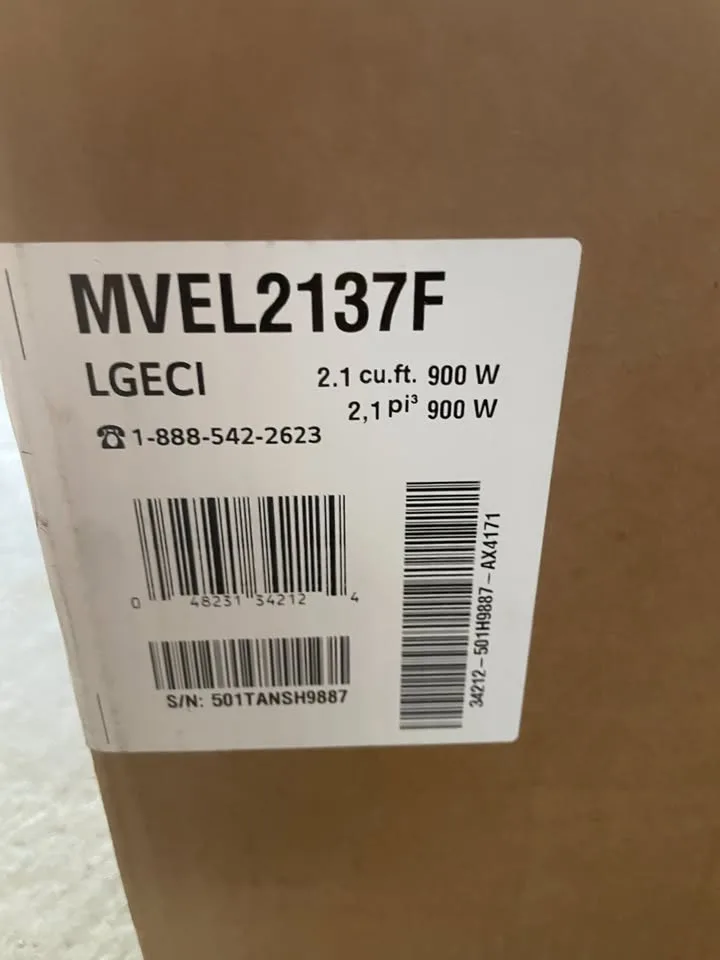 MVEL2137F
LGECI
2.1 cu.ft. 900 W
2,1 pi³ 900 W
☎ 1-888-542-2623
0 48231 34212 4
S/N: 501TANSH9887
34212-501H9887-AX4171